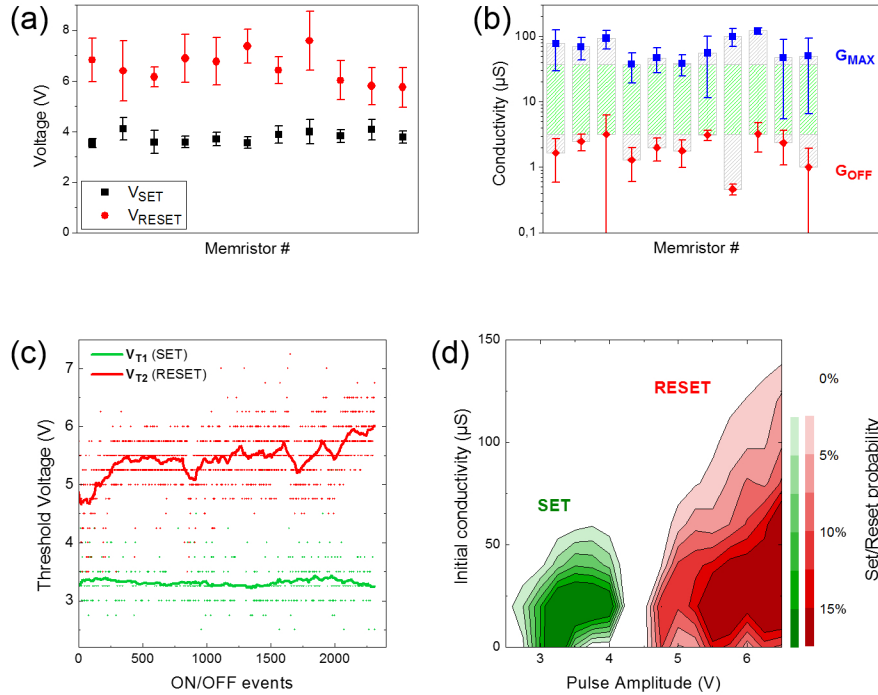 (a)
8
6
4
2
0
Voltage (V)
V_SET
V_RESET
Memristor #
(b)
100
10
1
0,1
Conductivity (µS)
G_MAX
G_OFF
Memristor #
(c)
V_T1 (SET)
V_T2 (RESET)
7
6
5
4
3
Threshold Voltage (V)
0 500 1000 1500 2000
ON/OFF events
(d)
150
100
50
0
Initial conductivity (µS)
SET
RESET
3 4 5 6
Pulse Amplitude (V)
0%
5%
10%
15%
Set/Reset probability